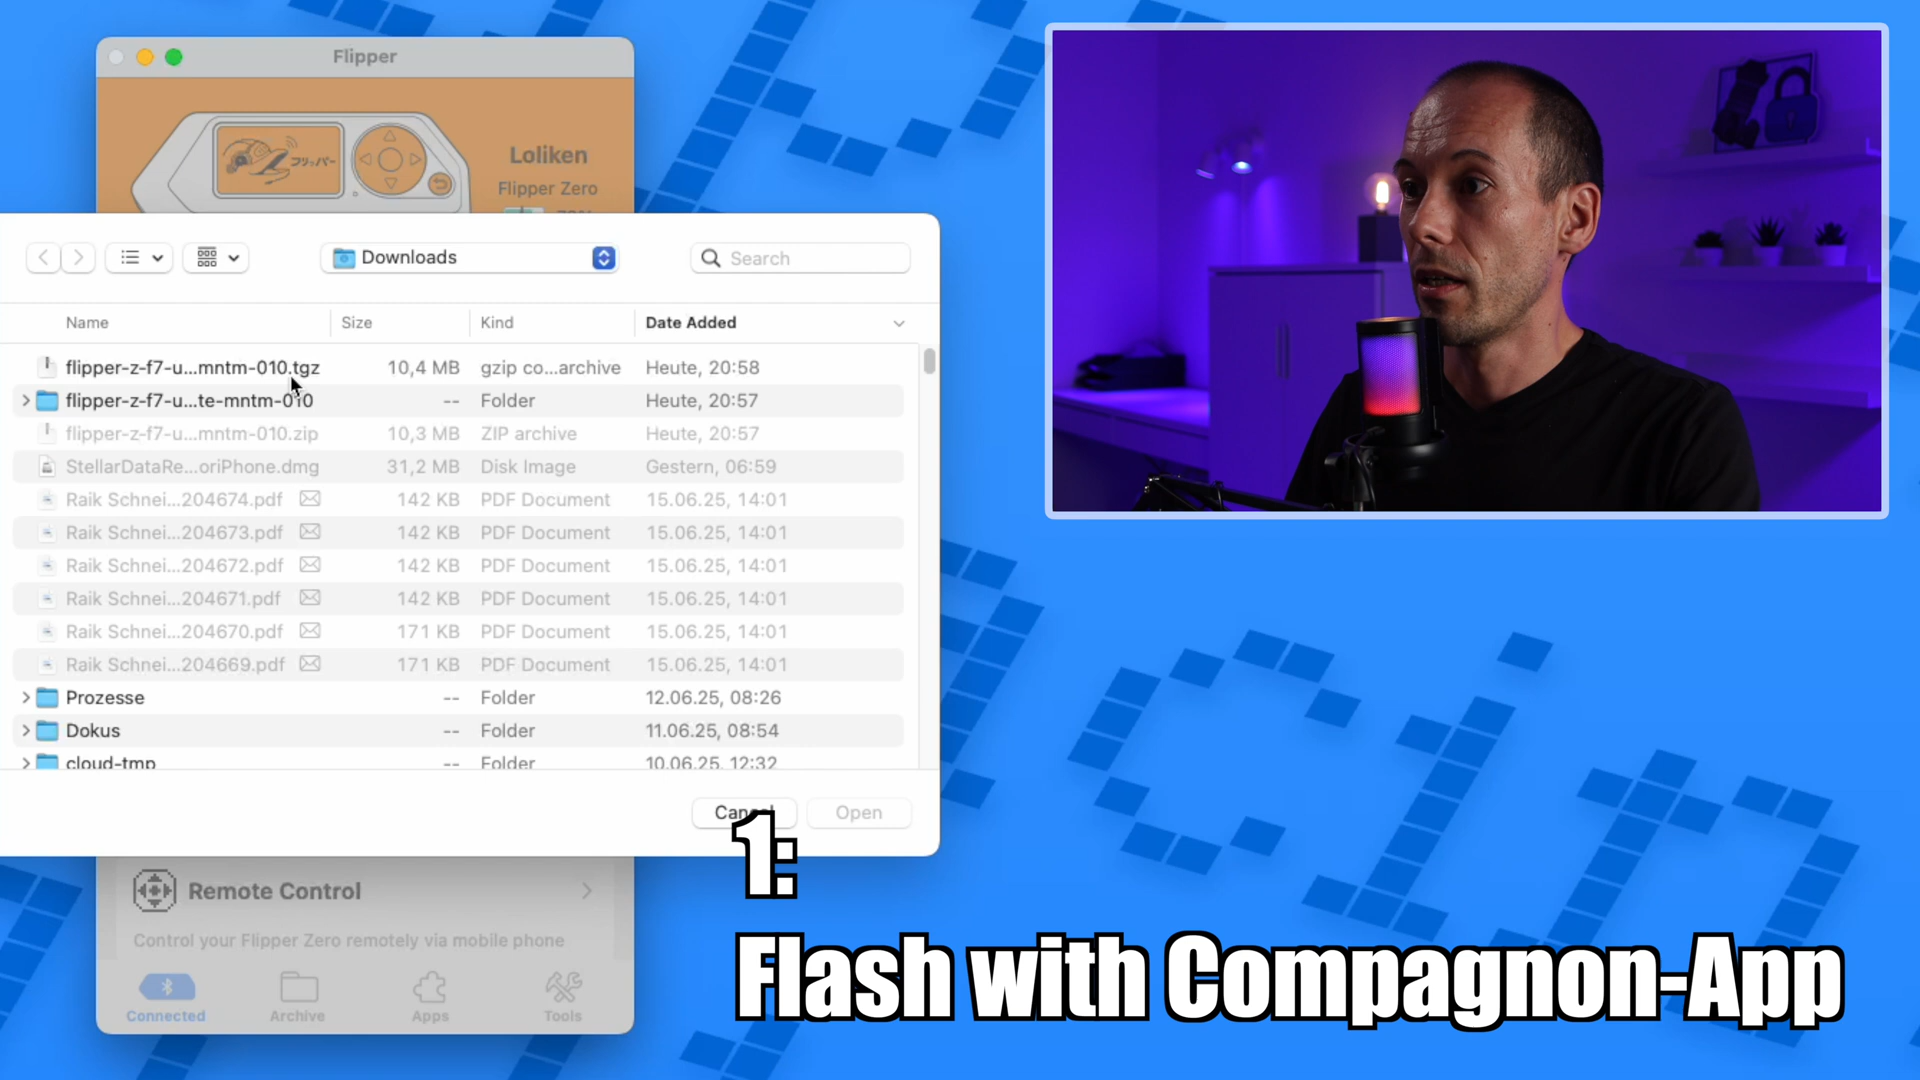 Flipper
フリッパー
Loliken
Flipper Zero
Downloads
Search
Name Size Kind Date Added
flipper-z-f7-u...mntm-010.tgz 10,4 MB gzip co...archive Heute, 20:58
flipper-z-f7-u...te-mntm-010 -- Folder Heute, 20:57
flipper-z-f7-u...mntm-010.zip 10,3 MB ZIP archive Heute, 20:57
StellarDataRe...oriPhone.dmg 31,2 MB Disk Image Gestern, 06:59
Raik Schnei...204674.pdf 142 KB PDF Document 15.06.25, 14:01
Raik Schnei...204673.pdf 142 KB PDF Document 15.06.25, 14:01
Raik Schnei...204672.pdf 142 KB PDF Document 15.06.25, 14:01
Raik Schnei...204671.pdf 142 KB PDF Document 15.06.25, 14:01
Raik Schnei...204670.pdf 171 KB PDF Document 15.06.25, 14:01
Raik Schnei...204669.pdf 171 KB PDF Document 15.06.25, 14:01
Prozesse -- Folder 12.06.25, 08:26
Dokus -- Folder 11.06.25, 08:54
cloud-tmp -- Folder 10.06.25, 12:32
Cancel Open
1:
Flash with Compagnon-App
Remote Control
Control your Flipper Zero remotely via mobile phone
Connected Archive Apps Tools